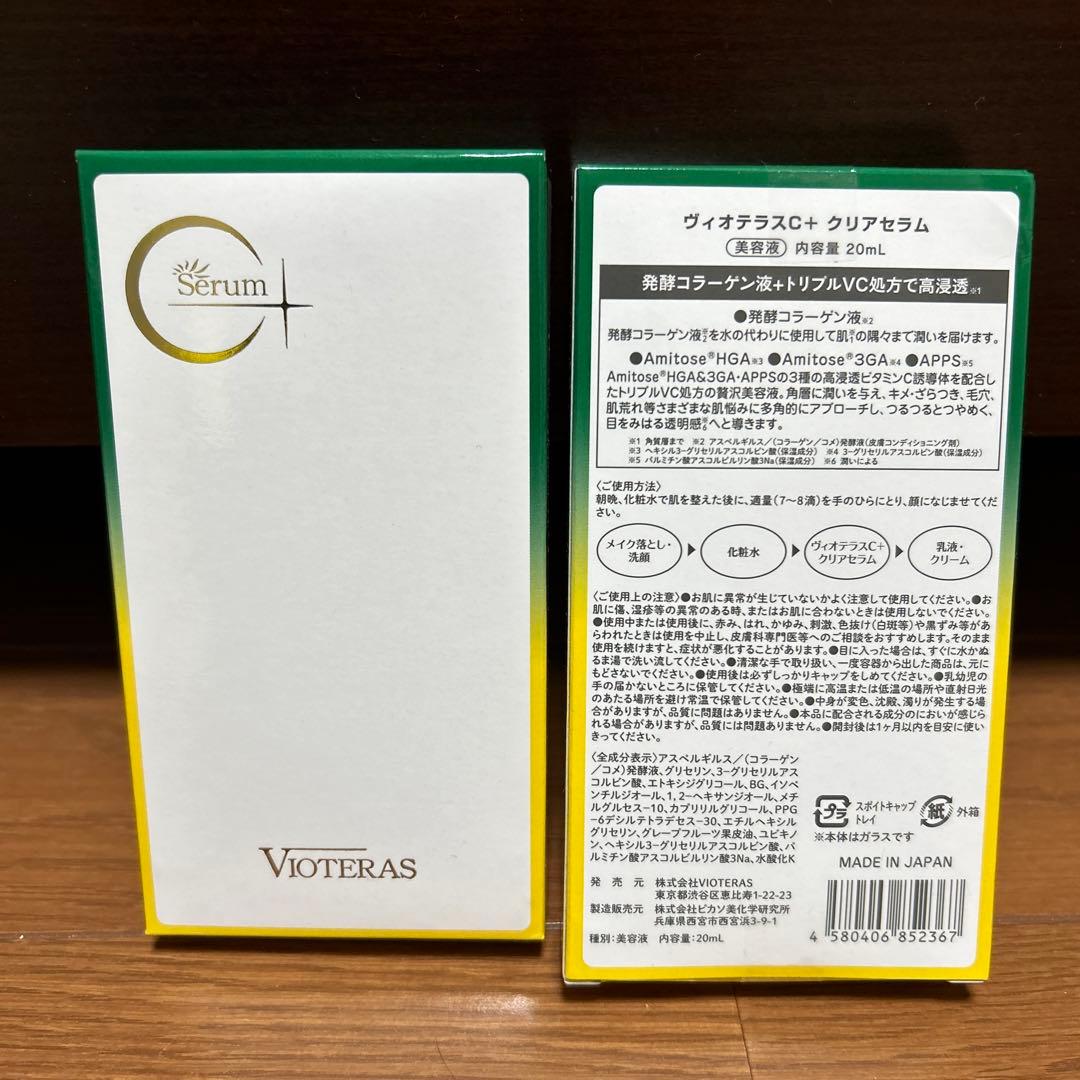 Serum
VIOTERAS
ヴィオテラスC+ クリアセラム
美容液 内容量 20mL
発酵コラーゲン液+トリプルVC処方で高浸透※1
●発酵コラーゲン液※2
発酵コラーゲン液※2を水の代わりに使用して肌※1の隅々まで潤いを届けます。
●Amitose®HGA※3 ●Amitose®3GA※4 ●APPS※5
Amitose®HGA&3GA・APPSの3種の高浸透ビタミンC誘導体を配合し
たトリプルVC処方の贅沢美容液。角層に潤いを与え、キメ・ざらつき、毛穴、
肌荒れ等さまざまな肌悩みに多角的にアプローチし、つるつるとつやめく、
目をみはる透明感※6へと導きます。
※1 角質層まで ※2 アスペルギルス/(コラーゲン/コメ)発酵液(皮膚コンディショニング剤)
※3 ヘキシル3-グリセリルアスコルビン酸(保湿成分) ※4 3-グリセリルアスコルビン酸(保湿成分)
※5 パルミチン酸アスコルビルリン酸3Na(保湿成分) ※6 潤いによる
〈ご使用方法〉
朝晩、化粧水で肌を整えた後に、適量(7〜8滴)を手のひらにとり、顔になじませてくだ
さい。
メイク落とし・
洗顔
化粧水
ヴィオテラスC+
クリアセラム
乳液・
クリーム
〈ご使用上の注意〉●お肌に異常が生じていないかよく注意して使用してください。●お
肌に傷、湿疹等の異常のある時、またはお肌に合わないときは使用しないでください。
●使用中または使用後に、赤み、はれ、かゆみ、刺激、色抜け(白斑等)や黒ずみ等があ
らわれたときは使用を中止し、皮膚科専門医等へのご相談をおすすめします。そのまま
使用を続けますと、症状が悪化することがあります。●目に入った場合は、すぐに水かぬ
るま湯で洗い流してください。●清潔な手で取り扱い、一度容器から出した商品は、元に
もどさないでください。●使用後は必ずしっかりキャップをしめてください。●乳幼児の
手の届かないところに保管してください。●極端に高温または低温の場所や直射日光
のあたる場所を避け常温で保管してください。●中身が変色、沈殿、濁りが発生する場
合がありますが、品質に問題はありません。●本品に配合される成分のにおいが感じら
れる場合がありますが、品質には問題ありません。●開封後は1ヶ月以内を目安に使い
きってください。
〈全成分表示〉アスペルギルス/(コラーゲン
/コメ)発酵液、グリセリン、3-グリセリルアス
コルビン酸、エトキシジグリコール、BG、イソペ
ンチルジオール、1,2-ヘキサンジオール、メチ
ルグルセス-10、カプリリルグリコール、PPG
-6デシルテトラデセス-30、エチルヘキシル
グリセリン、グレープフルーツ果皮油、ユビキノ
ン、ヘキシル3-グリセリルアスコルビン酸、パ
ルミチン酸アスコルビルリン酸3Na、水酸化K
プラ
スポイトキャップ
トレイ
紙
外箱
※本体はガラスです
MADE IN JAPAN
発 売 元 株式会社VIOTERAS
東京都渋谷区恵比寿1-22-23
製造販売元 株式会社ピカソ美化学研究所
兵庫県西宮市西宮浜3-9-1
種別:美容液 内容量:20mL
4 580406 852367